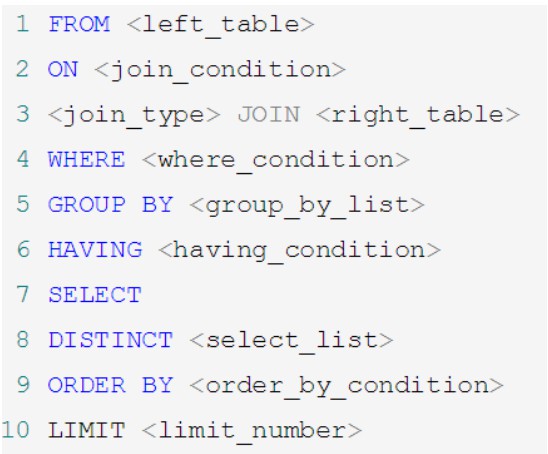 1 FROM <left_table>
2 ON <join_condition>
3 <join_type> JOIN <right_table>
4 WHERE <where_condition>
5 GROUP BY <group_by_list>
6 HAVING <having_condition>
7 SELECT
8 DISTINCT <select_list>
9 ORDER BY <order_by_condition>
10 LIMIT <limit_number>